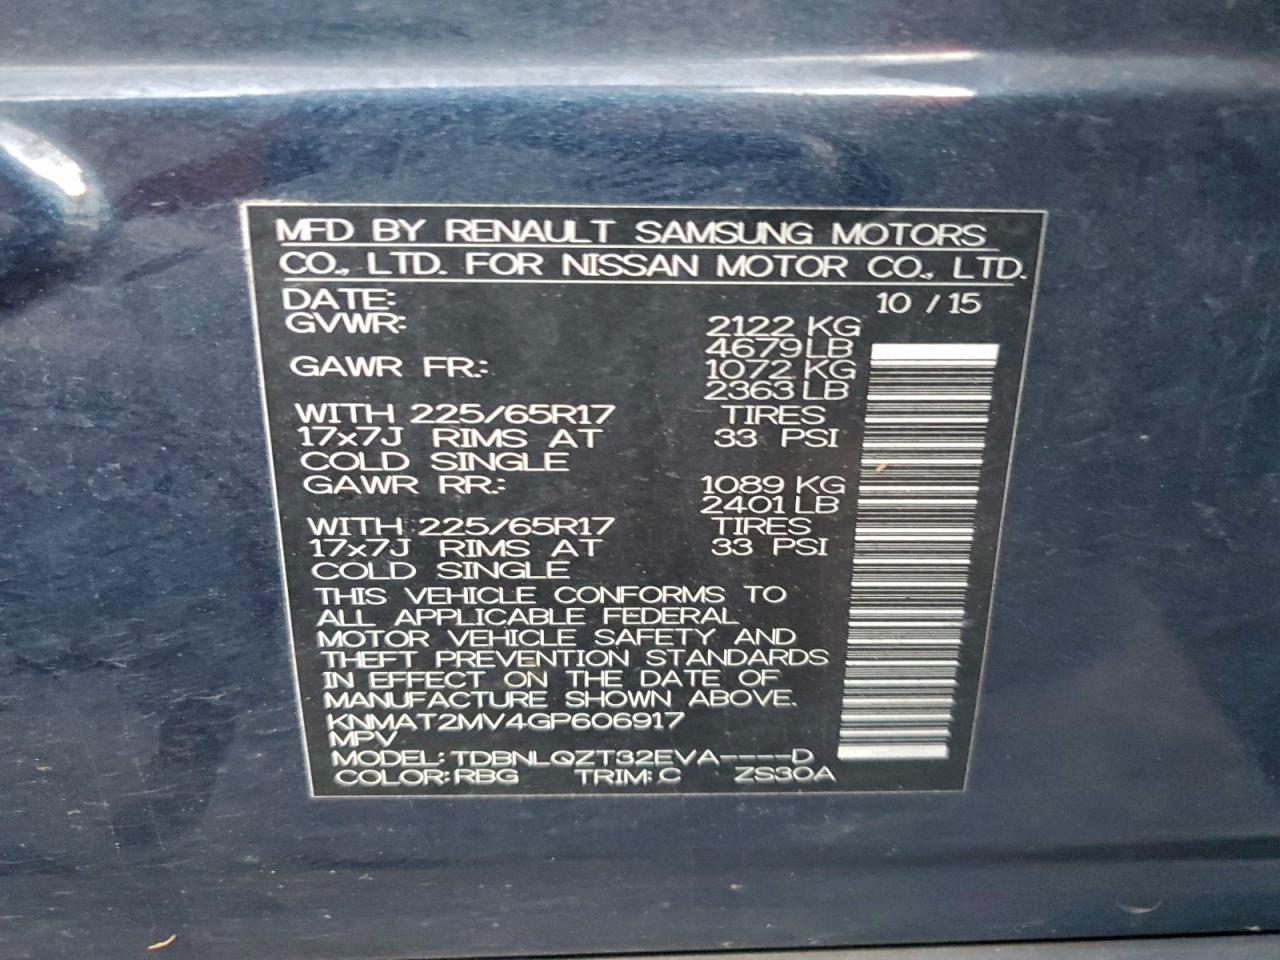 MFD BY RENAULT SAMSUNG MOTORS
CO., LTD. FOR NISSAN MOTOR CO., LTD.
DATE: 10 / 15
GVWR: 2122 KG
4679 LB
GAWR FR.: 1072 KG
2363 LB
WITH 225/65R17 TIRES
17x7J RIMS AT 33 PSI
COLD SINGLE
GAWR RR.: 1089 KG
2401 LB
WITH 225/65R17 TIRES
17x7J RIMS AT 33 PSI
COLD SINGLE
THIS VEHICLE CONFORMS TO
ALL APPLICABLE FEDERAL
MOTOR VEHICLE SAFETY AND
THEFT PREVENTION STANDARDS
IN EFFECT ON THE DATE OF
MANUFACTURE SHOWN ABOVE.
KNMAT2MV4GP606917
MPV
MODEL: TDBNLQZT32EVA----D
COLOR: RBG TRIM: C ZS30A